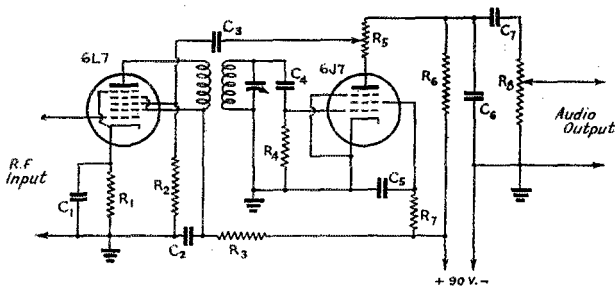 C3
R5
C7
6L7
C4
6J7
R6
R8
C6
Audio
Output
R.F
Input
R4
R2
C5
C1
R1
R7
C2
R3
+ 90 V. -